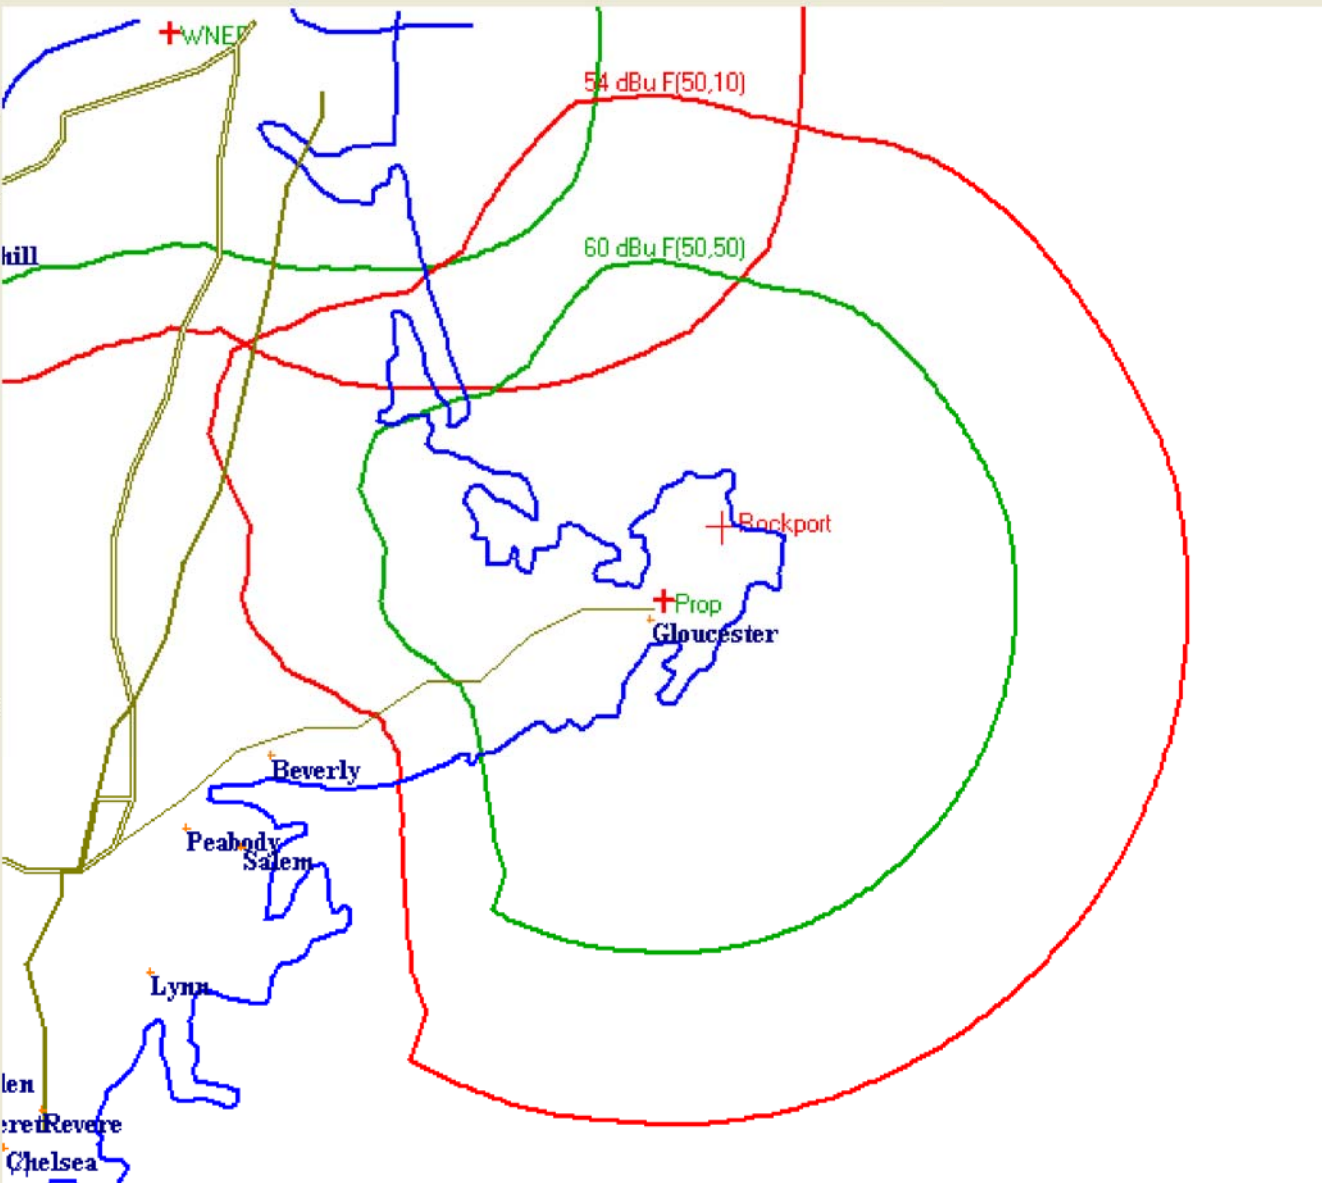 WNEF
54 dBu F(50,10)
hill
60 dBu F(50,50)
Rockport
Prop
Gloucester
Beverly
Peabody
Salem
Lynn
len
Revere
Chelsea